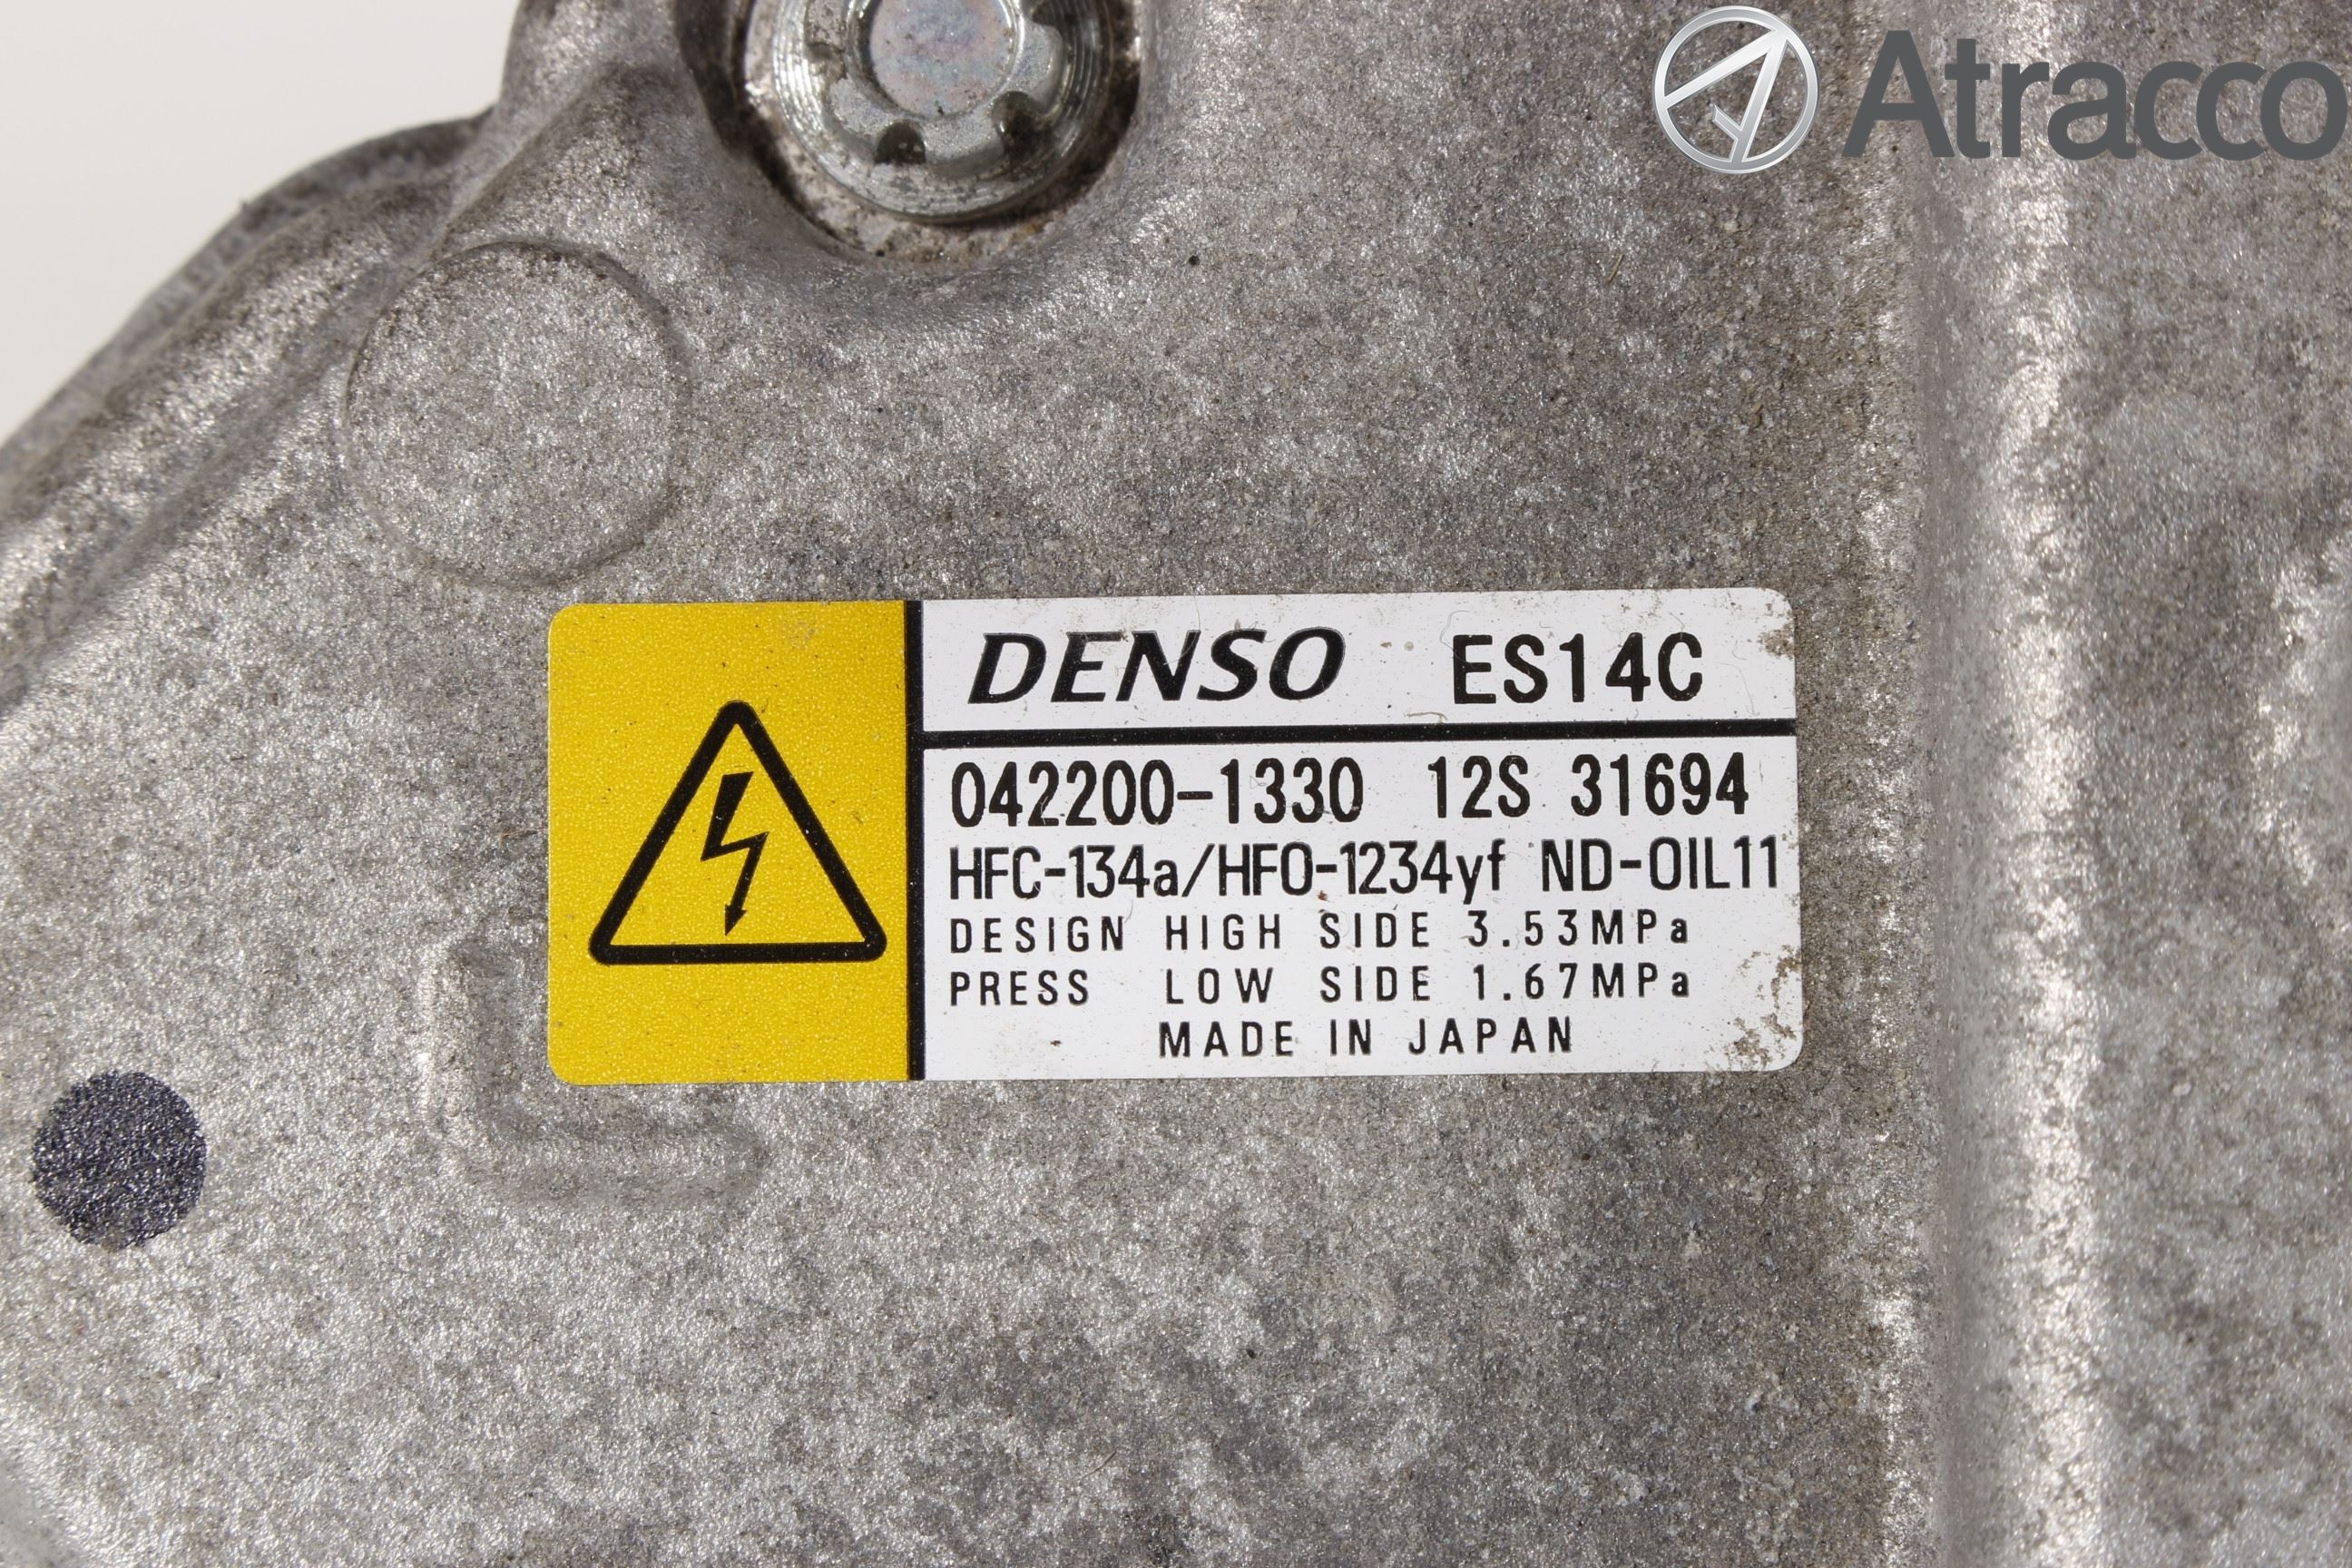 Atracco
DENSO ES14C
042200-1330 12S 31694
HFC-134a/HFO-1234yf ND-OIL11
DESIGN HIGH SIDE 3.53MPa
PRESS LOW SIDE 1.67MPa
MADE IN JAPAN